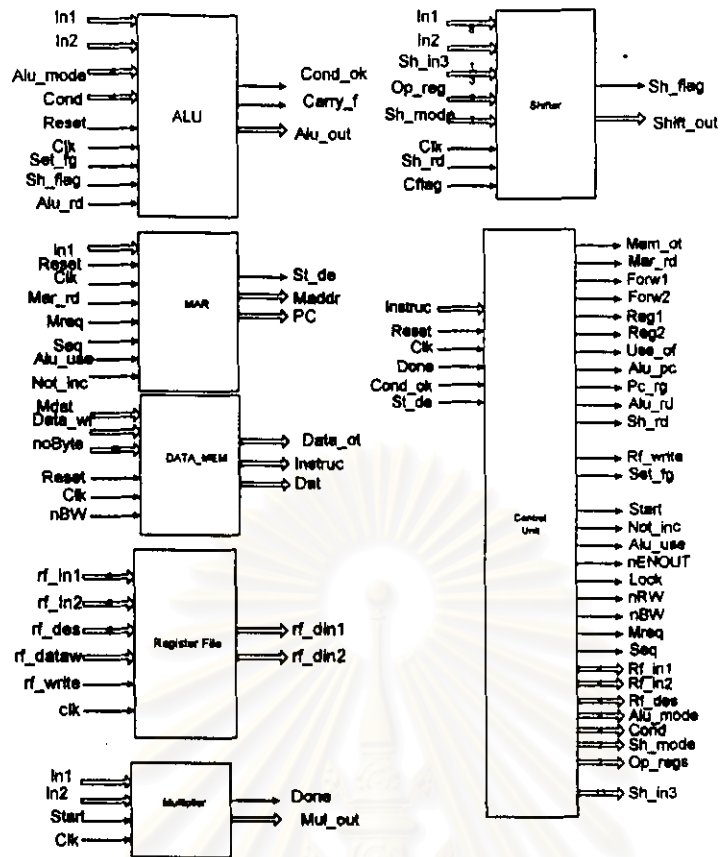 In1
In2
Alu_mode
Cond
Reset
Clk
Set_fg
Sh_flag
Alu_rd
ALU
Cond_ok
Carry_f
Alu_out
In1
In2
Sh_in3
Op_reg
Sh_mode
Clk
Sh_rd
Cflag
Shifter
Sh_flag
Shift_out
In1
Reset
Clk
Mar_rd
Mreq
Seq
Alu_use
Not_inc
MAR
St_de
Maddr
PC
Mdat
Data_wr
noByte
Reset
Clk
nBW
DATA_MEM
Data_ot
Instruc
Dat
rf_in1
rf_in2
rf_des
rf_dataw
rf_write
clk
Register File
rf_din1
rf_din2
In1
In2
Start
Clk
Multiplier
Done
Mul_out
Instruc
Reset
Clk
Done
Cond_ok
St_de
Control
Unit
Mem_ot
Mar_rd
Forw1
Forw2
Reg1
Reg2
Use_of
Alu_pc
Pc_rg
Alu_rd
Sh_rd
Rf_write
Set_fg
Start
Not_inc
Alu_use
nENOUT
Lock
nRW
nBW
Mreq
Seq
Rf_in1
Rf_in2
Rf_des
Alu_mode
Cond
Sh_mode
Op_regs
Sh_in3